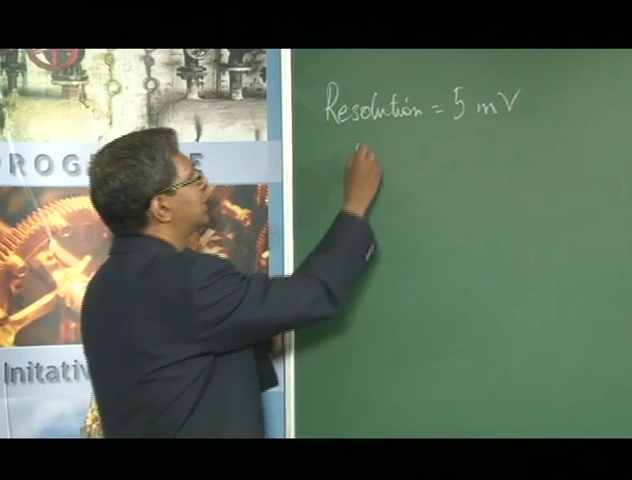 Resolution = 5 mV
PROG E
Initativ